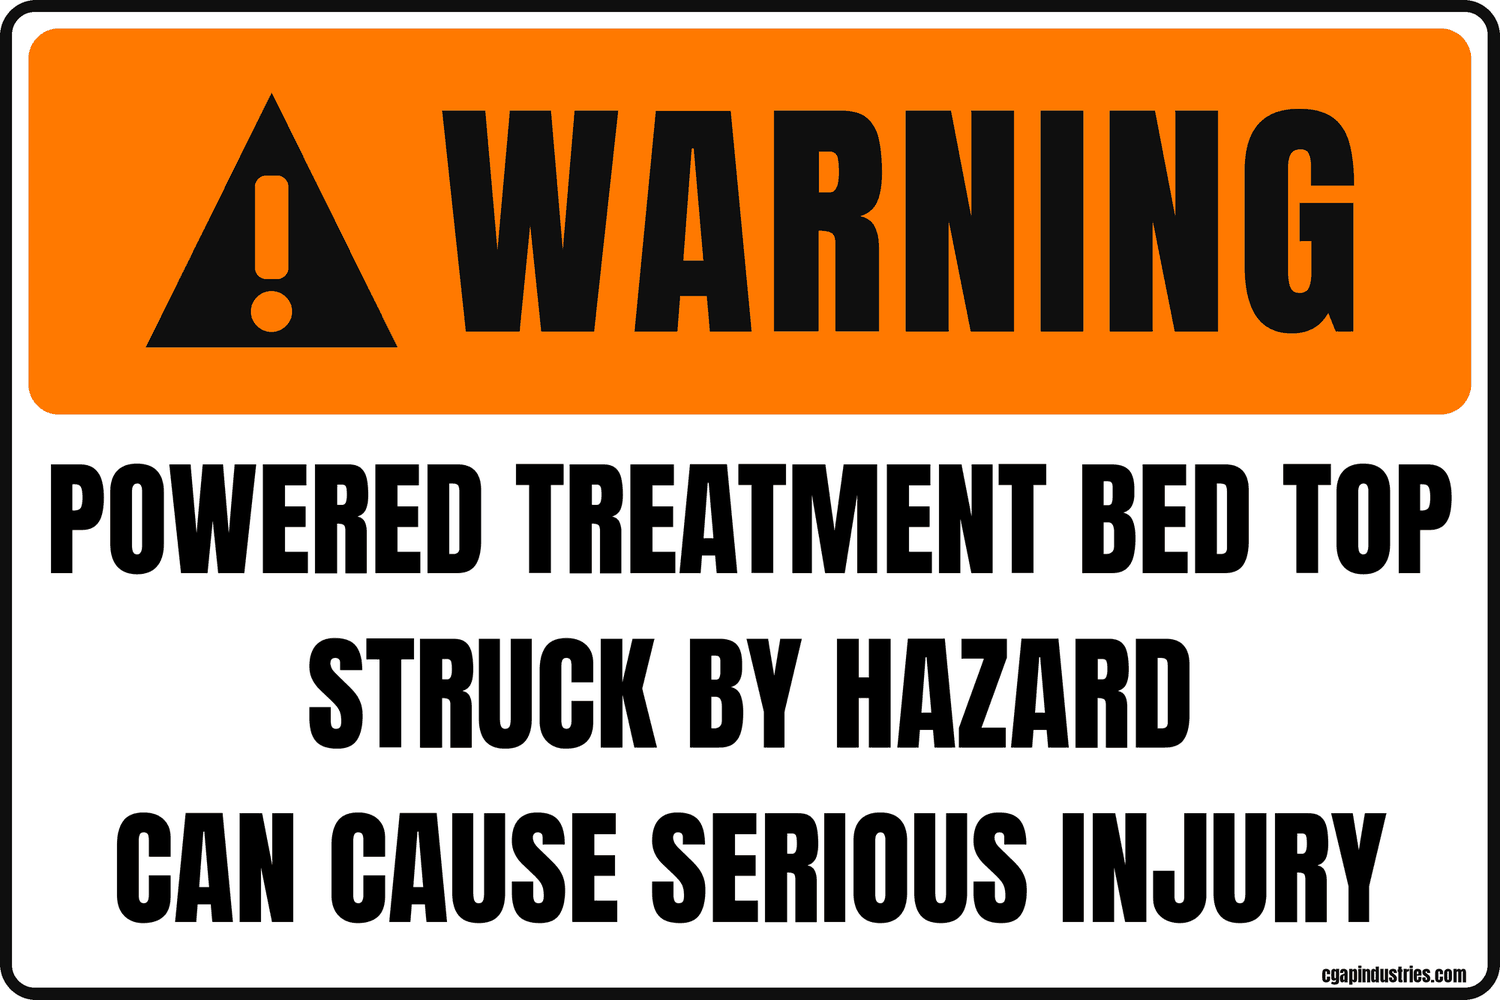 WARNING
POWERED TREATMENT BED TOP
STRUCK BY HAZARD
CAN CAUSE SERIOUS INJURY
cgapindustries.com